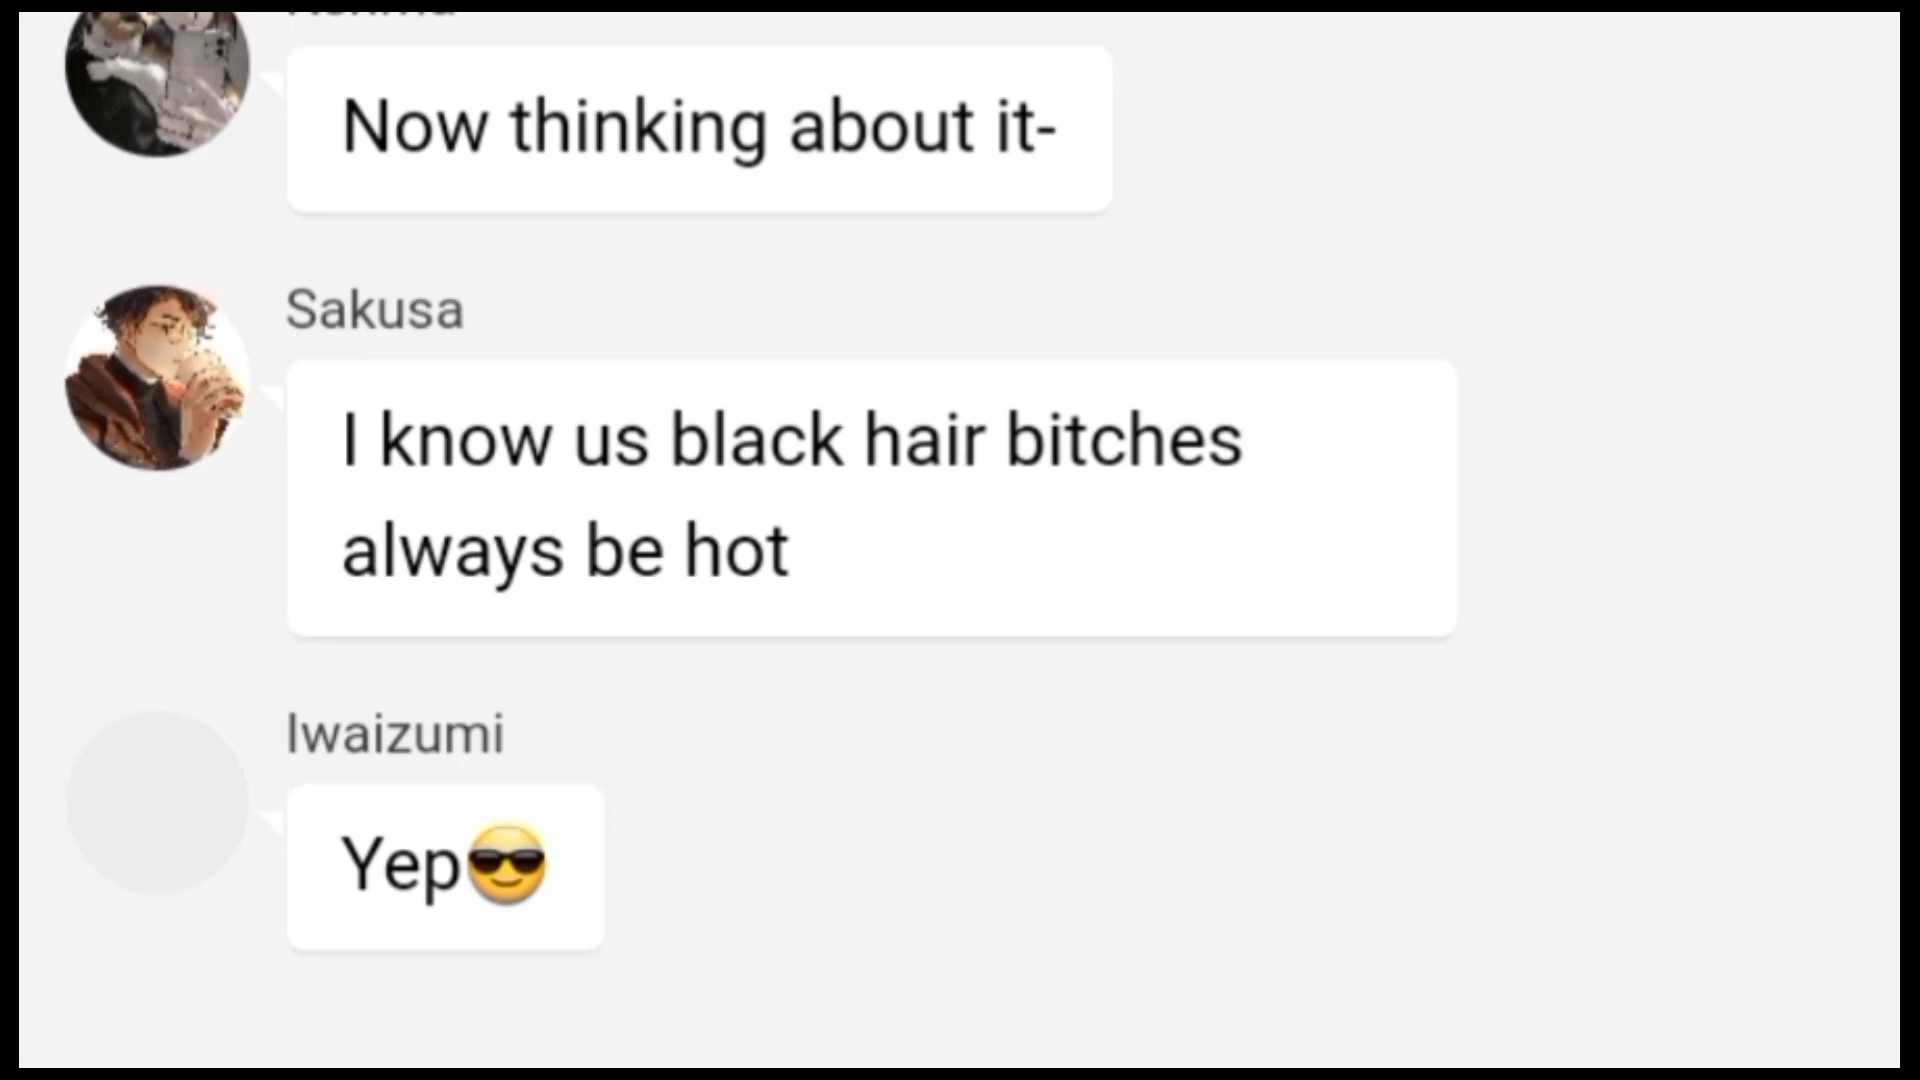 Now thinking about it-
Sakusa
I know us black hair bitches
always be hot
Iwaizumi
Yep😎